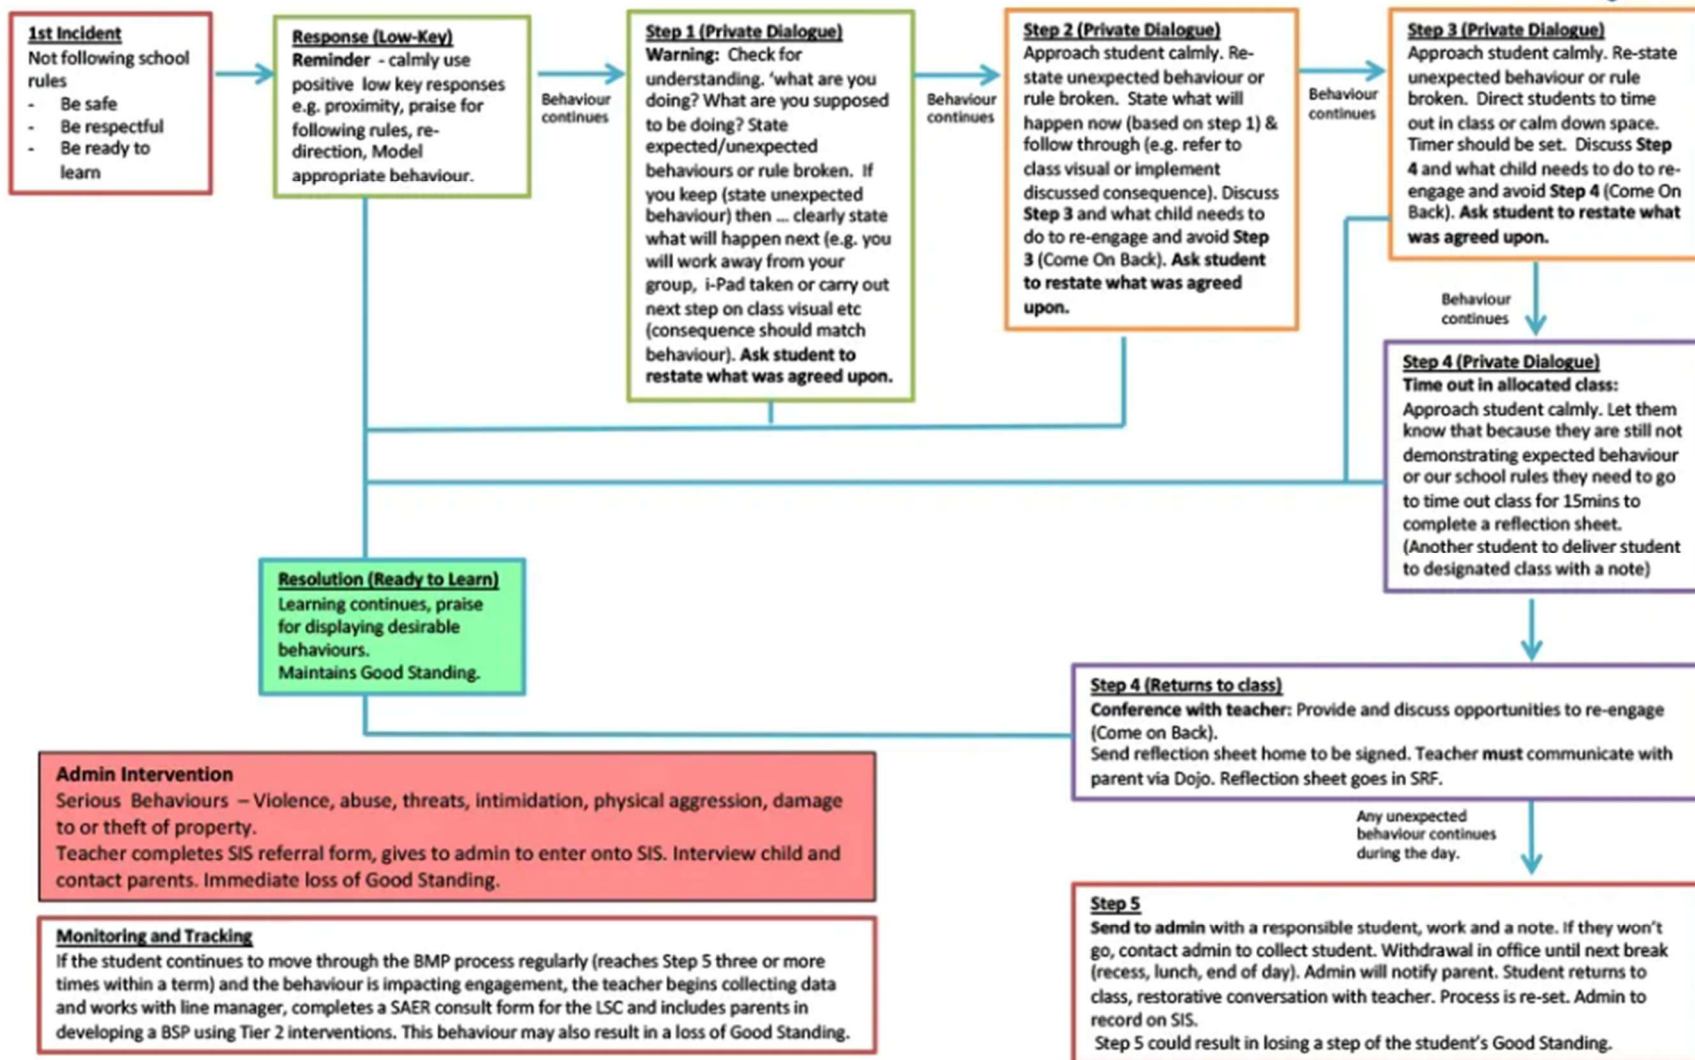 1st Incident
Not following school
rules
- Be safe
- Be respectful
- Be ready to
learn
Response (Low-Key)
Reminder - calmly use
positive low key responses
e.g. proximity, praise for
following rules, re-
direction, Model
appropriate behaviour.
Behaviour
continues
Step 1 (Private Dialogue)
Warning: Check for
understanding. ‘what are you
doing? What are you supposed
to be doing? State
expected/unexpected
behaviours or rule broken. If
you keep (state unexpected
behaviour) then ... clearly state
what will happen next (e.g. you
will work away from your
group, i-Pad taken or carry out
next step on class visual etc
(consequence should match
behaviour). Ask student to
restate what was agreed upon.
Behaviour
continues
Step 2 (Private Dialogue)
Approach student calmly. Re-
state unexpected behaviour or
rule broken. State what will
happen now (based on step 1) &
follow through (e.g. refer to
class visual or implement
discussed consequence). Discuss
Step 3 and what child needs to
do to re-engage and avoid Step
3 (Come On Back). Ask student
to restate what was agreed
upon.
Behaviour
continues
Step 3 (Private Dialogue)
Approach student calmly. Re-state
unexpected behaviour or rule
broken. Direct students to time
out in class or calm down space.
Timer should be set. Discuss Step
4 and what child needs to do to re-
engage and avoid Step 4 (Come On
Back). Ask student to restate what
was agreed upon.
Behaviour
continues
Step 4 (Private Dialogue)
Time out in allocated class:
Approach student calmly. Let them
know that because they are still not
demonstrating expected behaviour
or our school rules they need to go
to time out class for 15mins to
complete a reflection sheet.
(Another student to deliver student
to designated class with a note)
Resolution (Ready to Learn)
Learning continues, praise
for displaying desirable
behaviours.
Maintains Good Standing.
Step 4 (Returns to class)
Conference with teacher: Provide and discuss opportunities to re-engage
(Come on Back).
Send reflection sheet home to be signed. Teacher must communicate with
parent via Dojo. Reflection sheet goes in SRF.
Any unexpected
behaviour continues
during the day.
Admin Intervention
Serious Behaviours – Violence, abuse, threats, intimidation, physical aggression, damage
to or theft of property.
Teacher completes SIS referral form, gives to admin to enter onto SIS. Interview child and
contact parents. Immediate loss of Good Standing.
Monitoring and Tracking
If the student continues to move through the BMP process regularly (reaches Step 5 three or more
times within a term) and the behaviour is impacting engagement, the teacher begins collecting data
and works with line manager, completes a SAER consult form for the LSC and includes parents in
developing a BSP using Tier 2 interventions. This behaviour may also result in a loss of Good Standing.
Step 5
Send to admin with a responsible student, work and a note. If they won’t
go, contact admin to collect student. Withdrawal in office until next break
(recess, lunch, end of day). Admin will notify parent. Student returns to
class, restorative conversation with teacher. Process is re-set. Admin to
record on SIS.
Step 5 could result in losing a step of the student’s Good Standing.